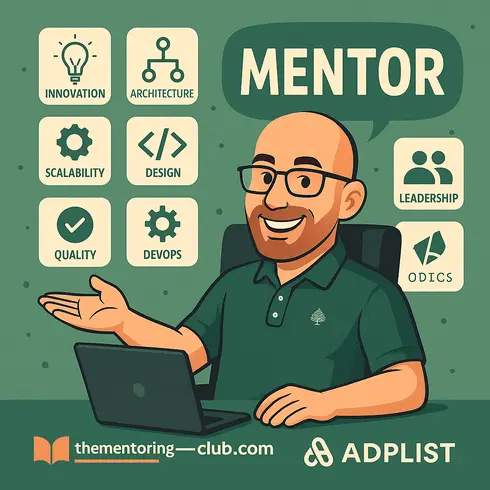 MENTOR
INNOVATION
ARCHITECTURE
SCALABILITY
DESIGN
QUALITY
DEVOPS
LEADERSHIP
ODICS
thementoring—club.com
ADPLIST